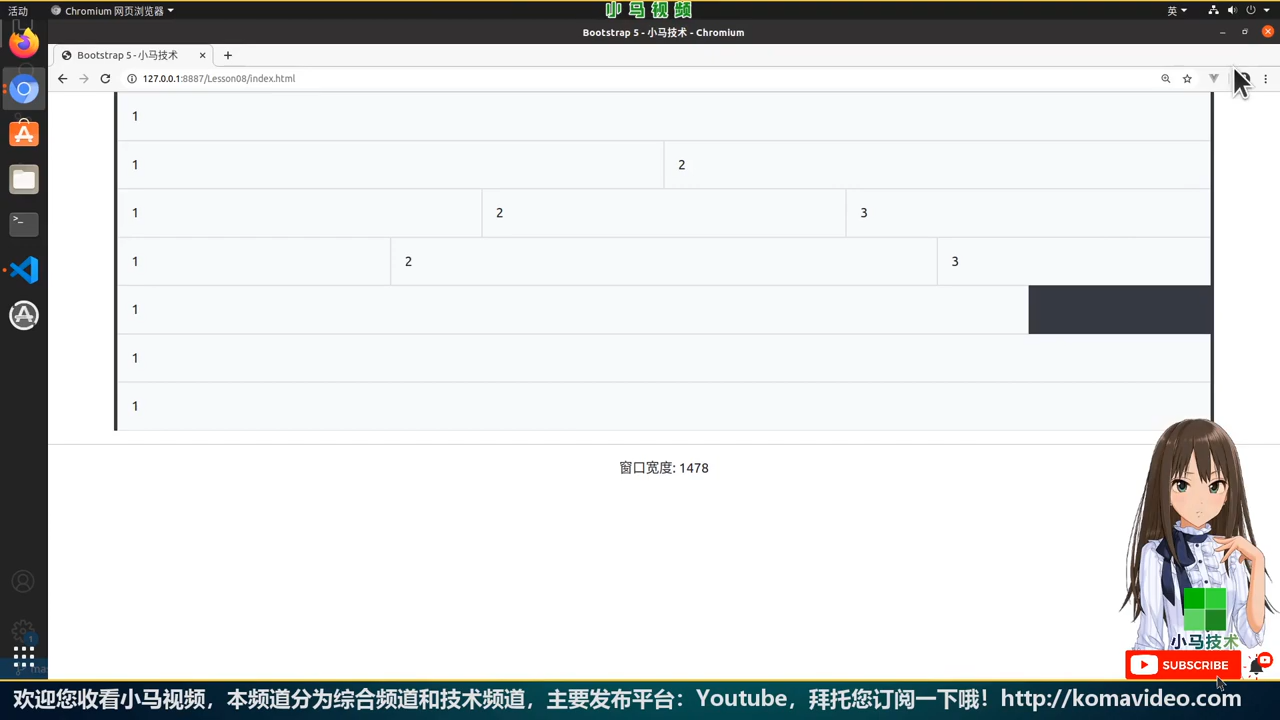 活动 Chromium 网页浏览器 小马视频 英
Bootstrap 5 - 小马技术 - Chromium
Bootstrap 5 - 小马技术
127.0.0.1:8887/Lesson08/index.html
1
1 2
1 2 3
1 2 3
1
1
1
窗口宽度: 1478
小马技术
SUBSCRIBE
欢迎您收看小马视频，本频道分为综合频道和技术频道，主要发布平台：Youtube，拜托您订阅一下哦！http://komavideo.com